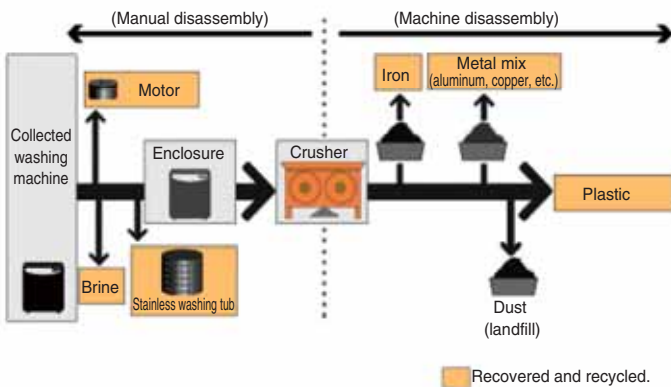 (Manual disassembly)
(Machine disassembly)
Collected
washing
machine
Motor
Brine
Stainless washing tub
Enclosure
Crusher
Iron
Metal mix
(aluminum, copper, etc.)
Plastic
Dust
(landfill)
Recovered and recycled.